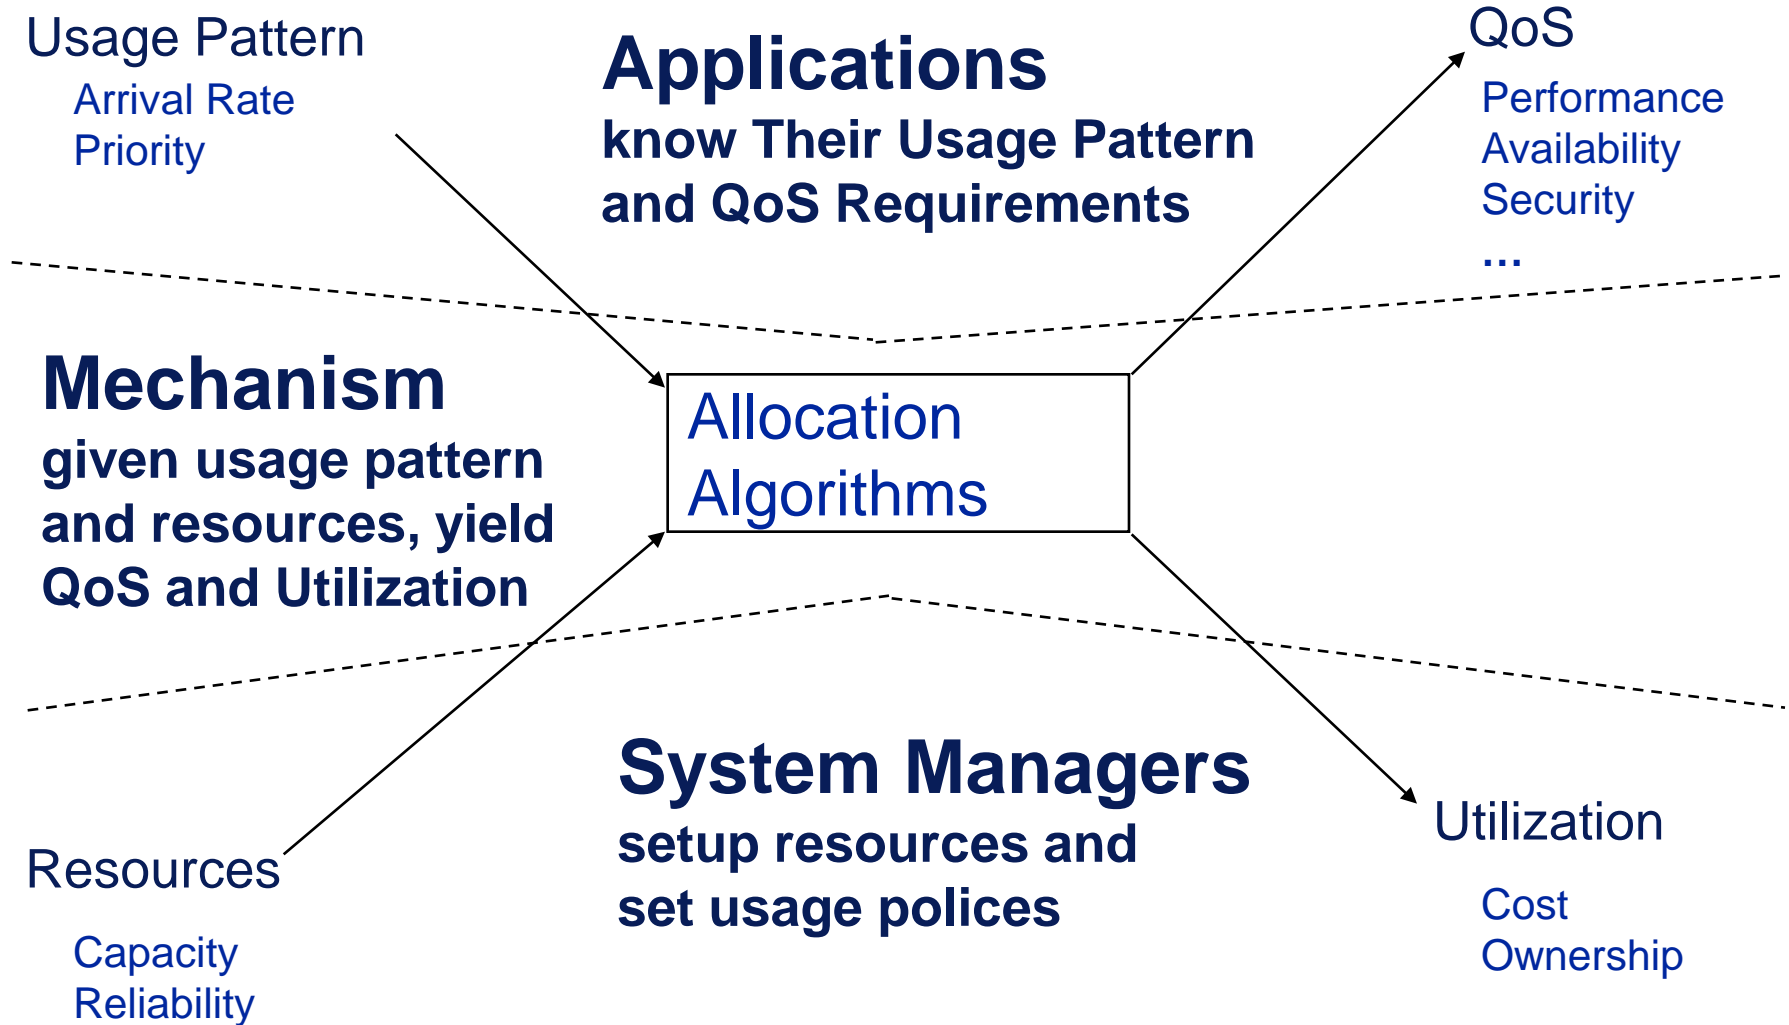 Usage Pattern
Arrival Rate
Priority
Applications
know Their Usage Pattern
and QoS Requirements
QoS
Performance
Availability
Security
…
Mechanism
given usage pattern
and resources, yield
QoS and Utilization
Allocation
Algorithms
System Managers
setup resources and
set usage polices
Resources
Capacity
Reliability
Utilization
Cost
Ownership